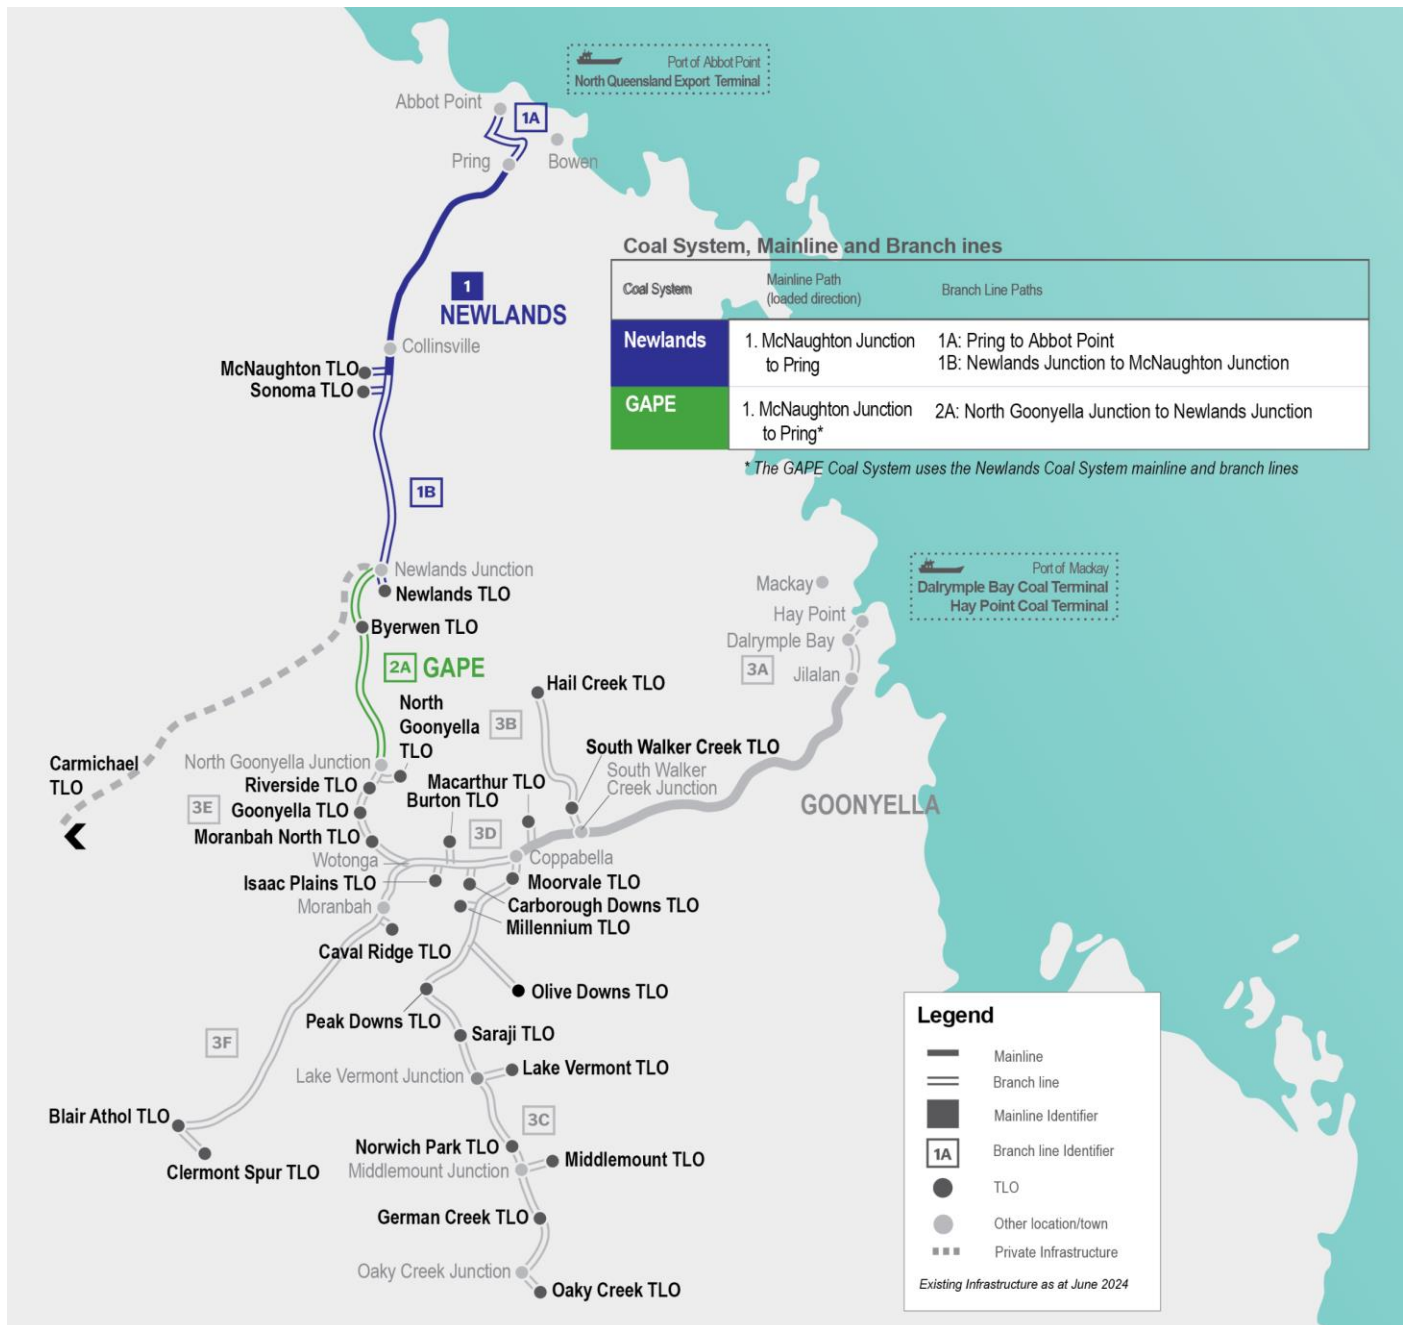 Port of Abbot Point
North Queensland Export Terminal
Abbot Point
1A
Pring
Bowen
Coal System, Mainline and Branch ines
Coal System
Mainline Path
(loaded direction)
Branch Line Paths
Newlands
1. McNaughton Junction
to Pring
1A: Pring to Abbot Point
1B: Newlands Junction to McNaughton Junction
GAPE
1. McNaughton Junction
to Pring*
2A: North Goonyella Junction to Newlands Junction
* The GAPE Coal System uses the Newlands Coal System mainline and branch lines
1
NEWLANDS
Collinsville
McNaughton TLO
Sonoma TLO
1B
Newlands Junction
Newlands TLO
Byerwen TLO
2A GAPE
Port of Mackay
Dalrymple Bay Coal Terminal
Hay Point Coal Terminal
Mackay
Hay Point
Dalrymple Bay
3A
Jilalan
Hail Creek TLO
3B
North
Goonyella
TLO
South Walker Creek TLO
South Walker
Creek Junction
Carmichael
TLO
North Goonyella Junction
Riverside TLO
3E
Goonyella TLO
Moranbah North TLO
Macarthur TLO
Burton TLO
3D
GOONYELLA
Wotonga
Coppabella
Isaac Plains TLO
Moorvale TLO
Moranbah
Carborough Downs TLO
Millennium TLO
Caval Ridge TLO
Olive Downs TLO
Peak Downs TLO
Saraji TLO
3F
Lake Vermont Junction
Lake Vermont TLO
Blair Athol TLO
3C
Clermont Spur TLO
Norwich Park TLO
Middlemount Junction
Middlemount TLO
German Creek TLO
Oaky Creek Junction
Oaky Creek TLO
Legend
Mainline
Branch line
Mainline Identifier
1A
Branch line Identifier
TLO
Other location/town
Private Infrastructure
Existing Infrastructure as at June 2024